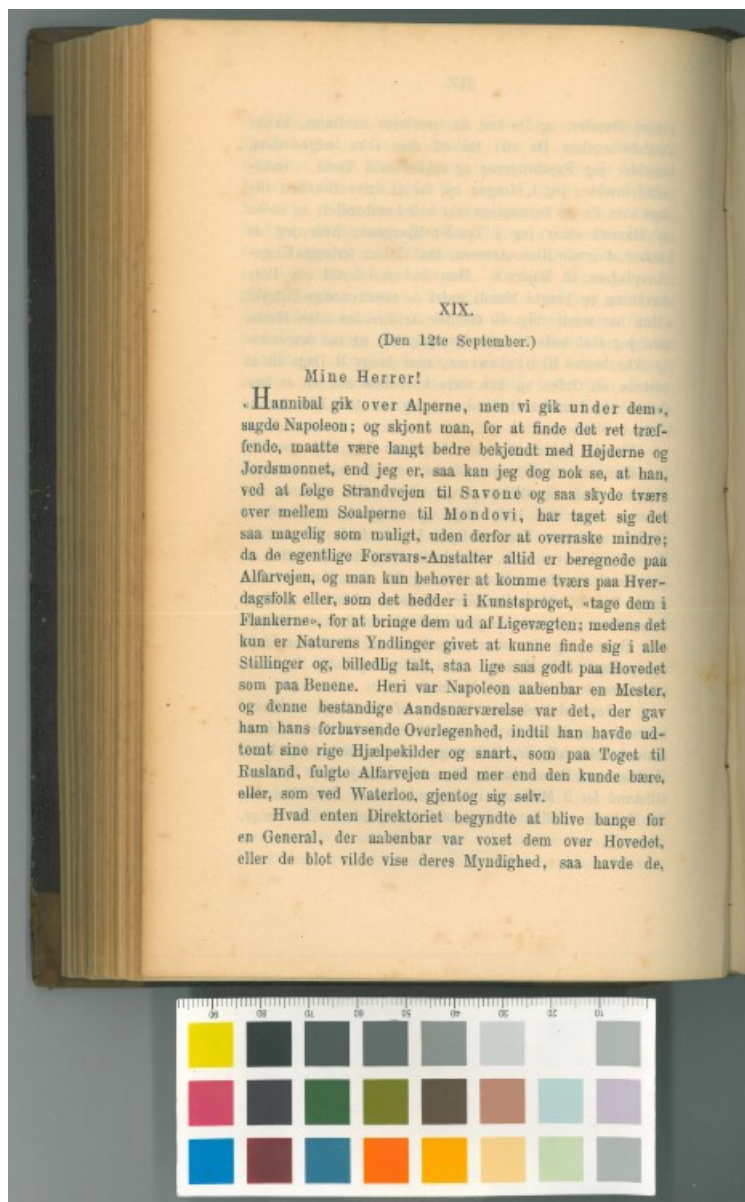 XIX.
(Den 12te September.)
Mine Herrer!
«Hannibal gik over Alperne, men vi gik under dem»,
sagde Napoleon; og skjønt man, for at finde det ret træf-
fende, maatte være langt bedre bekjendt med Højderne og
Jordsmonnet, end jeg er, saa kan jeg dog nok se, at han,
ved at følge Strandvejen til Savone og saa skyde tværs
over mellem Søalperne til Mondovi, har taget sig det
saa magelig som muligt, uden derfor at overraske mindre;
da de egentlige Forsvars-Anstalter altid er beregnede paa
Alfarvejen, og man kun behøver at komme tværs paa Hver-
dagsfolk eller, som det hedder i Kunstsproget, «tage dem i
Flankerne», for at bringe dem ud af Ligevægten; medens det
kun er Naturens Yndlinger givet at kunne finde sig i alle
Stillinger og, billedlig talt, staa lige saa godt paa Hovedet
som paa Benene. Heri var Napoleon aabenbar en Mester,
og denne bestandige Aandsnærværelse var det, der gav
ham hans forbavsende Overlegenhed, indtil han havde ud-
tømt sine rige Hjælpekilder og snart, som paa Toget til
Rusland, fulgte Alfarvejen med mer end den kunde bære,
eller, som ved Waterloo, gjentog sig selv.
Hvad enten Direktoriet begyndte at blive bange for
en General, der aabenbar var voxet dem over Hovedet,
eller de blot vilde vise deres Myndighed, saa havde de,
90 80 70 60 50 40 30 20 10